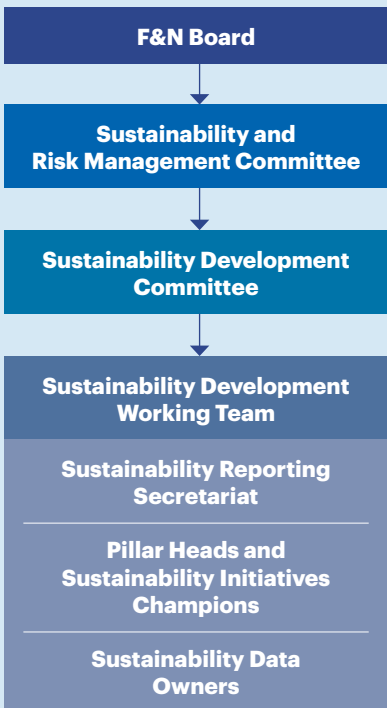 F&N Board
Sustainability and
Risk Management Committee
Sustainability Development
Committee
Sustainability Development
Working Team
Sustainability Reporting
Secretariat
Pillar Heads and
Sustainability Initiatives
Champions
Sustainability Data
Owners